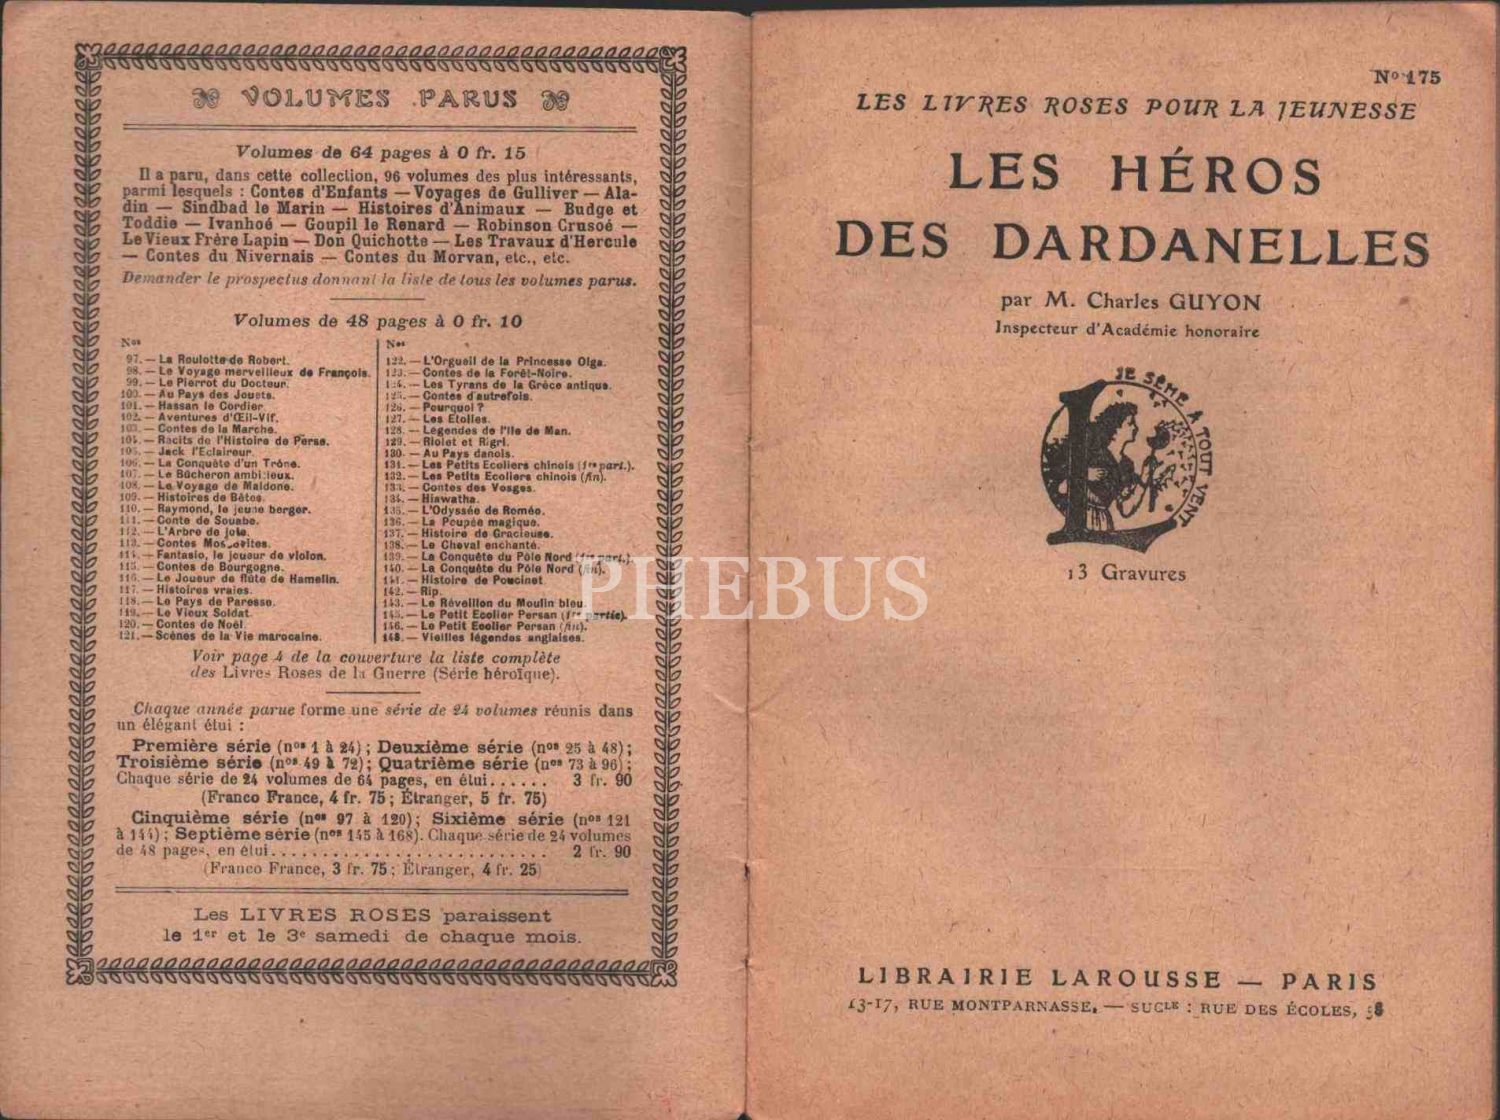 VOLUMES PARUS
Volumes de 64 pages à 0 fr. 15
Il a paru, dans cette collection, 96 volumes des plus intéressants,
parmi lesquels : Contes d'Enfants — Voyages de Gulliver — Ala-
din — Sindbad le Marin — Histoires d'Animaux — Budge et
Toddie — Ivanhoé — Goupil le Renard — Robinson Crusoé —
Le Vieux Frère Lapin — Don Quichotte — Les Travaux d'Hercule
— Contes du Nivernais — Contes du Morvan, etc., etc.
Demander le prospectus donnant la liste de tous les volumes parus.
Volumes de 48 pages à 0 fr. 10
Nos
97. — La Roulotte de Robert.
98. — Le Voyage merveilleux de François.
99. — Le Pierrot du Docteur.
100. — Au Pays des Jouets.
101. — Hassan le Cordier
102. — Aventures d'Œil-Vif.
103. — Contes de la Marche.
104. — Récits de l'Histoire de Perse.
105. — Jack l'Eclaireur.
106. — La Conquête d'un Trône.
107. — Le Bûcheron ambitieux.
108. — Le Voyage de Maldone.
109. — Histoires de Bêtes.
110. — Raymond, le jeune berger.
111. — Conte de Souabe.
112. — L'Arbre de joie.
113. — Contes Moscovites.
114. — Fantasio, le joueur de violon.
115. — Contes de Bourgogne.
116. — Le Joueur de flûte de Hamelin.
117. — Histoires vraies.
118. — Le Pays de Paresse.
119. — Le Vieux Soldat.
120. — Contes de Noël.
121. — Scènes de la Vie marocaine.
Nos
122. — L'Orgueil de la Princesse Olga.
123. — Contes de la Forêt-Noire.
124. — Les Tyrans de la Grèce antique.
125. — Contes d'autrefois.
126. — Pourquoi ?
127. — Les Etoiles.
128. — Légendes de l'Ile de Man.
129. — Riolet et Rigri.
130. — Au Pays danois.
131. — Les Petits Ecoliers chinois (1re part.).
132. — Les Petits Ecoliers chinois (fin).
133. — Contes des Vosges.
134. — Hiawatha.
135. — L'Odyssée de Roméo.
136. — La Poupée magique.
137. — Histoire de Gracieuse.
138. — Le Cheval enchanté.
139. — La Conquête du Pôle Nord (1re part.).
140. — La Conquête du Pôle Nord (fin).
141. — Histoire de Poucinet
142. — Rip.
143. — Le Réveillon du Moulin bleu.
145. — Le Petit Ecolier Persan (1re partie).
146. — Le Petit Ecolier Persan (fin).
148. — Vieilles légendes anglaises.
Voir page 4 de la couverture la liste complète
des Livres Roses de la Guerre (Série héroïque).
Chaque année parue forme une série de 24 volumes réunis dans
un élégant étui :
Première série (nos 1 à 24) ; Deuxième série (nos 25 à 48) ;
Troisième série (nos 49 à 72) ; Quatrième série (nos 73 à 96) ;
Chaque série de 24 volumes de 64 pages, en étui...... 3 fr. 90
(Franco France, 4 fr. 75 ; Étranger, 5 fr. 75)
Cinquième série (nos 97 à 120) ; Sixième série (nos 121
à 144) ; Septième série (nos 145 à 168). Chaque série de 24 volumes
de 48 pages, en étui.......................... 2 fr. 90
(Franco France, 3 fr. 75 ; Étranger, 4 fr. 25)
Les LIVRES ROSES paraissent
le 1er et le 3e samedi de chaque mois.
No 175
LES LIVRES ROSES POUR LA JEUNESSE
LES HÉROS
DES DARDANELLES
par M. Charles GUYON
Inspecteur d'Académie honoraire
JE SÈME À TOUT VENT
13 Gravures
LIBRAIRIE LAROUSSE — PARIS
13-17, RUE MONTPARNASSE, — SUCLE : RUE DES ÉCOLES, 58
PHEBUS